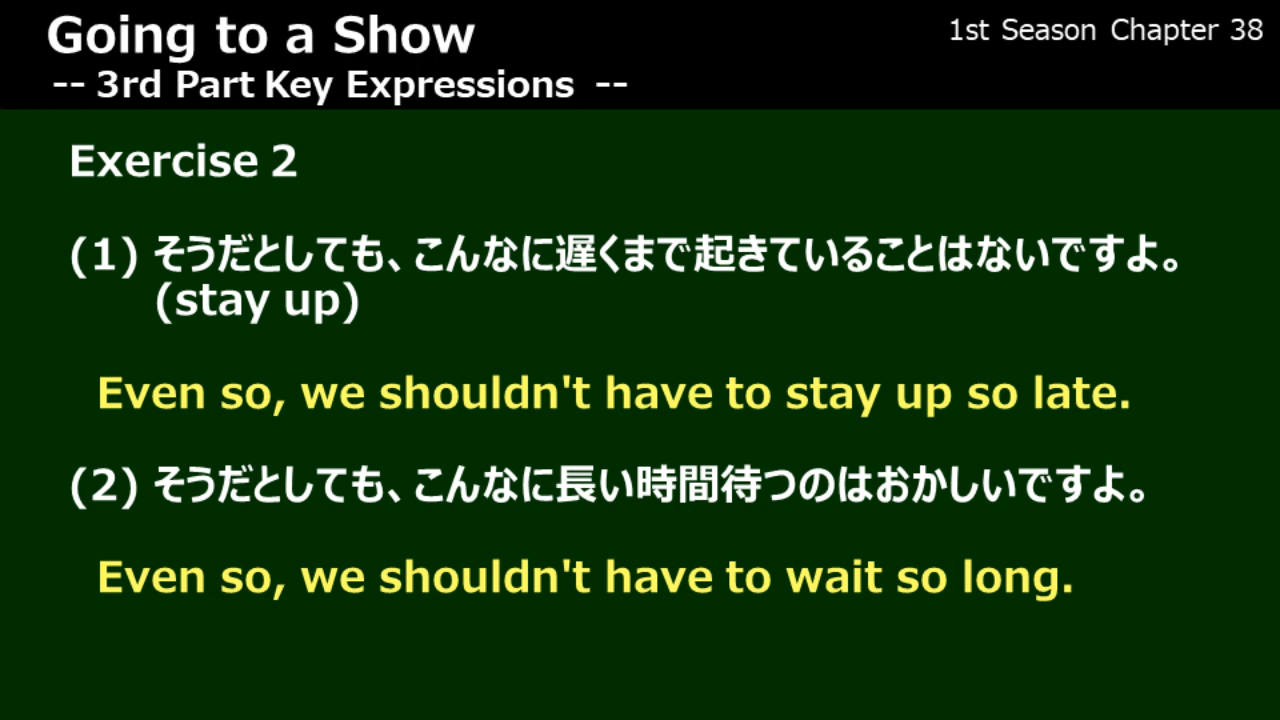 Going to a Show
1st Season Chapter 38
-- 3rd Part Key Expressions --
Exercise 2
(1) そうだとしても、こんなに遅くまで起きていることはないですよ。
(stay up)
Even so, we shouldn't have to stay up so late.
(2) そうだとしても、こんなに長い時間待つのはおかしいですよ。
Even so, we shouldn't have to wait so long.